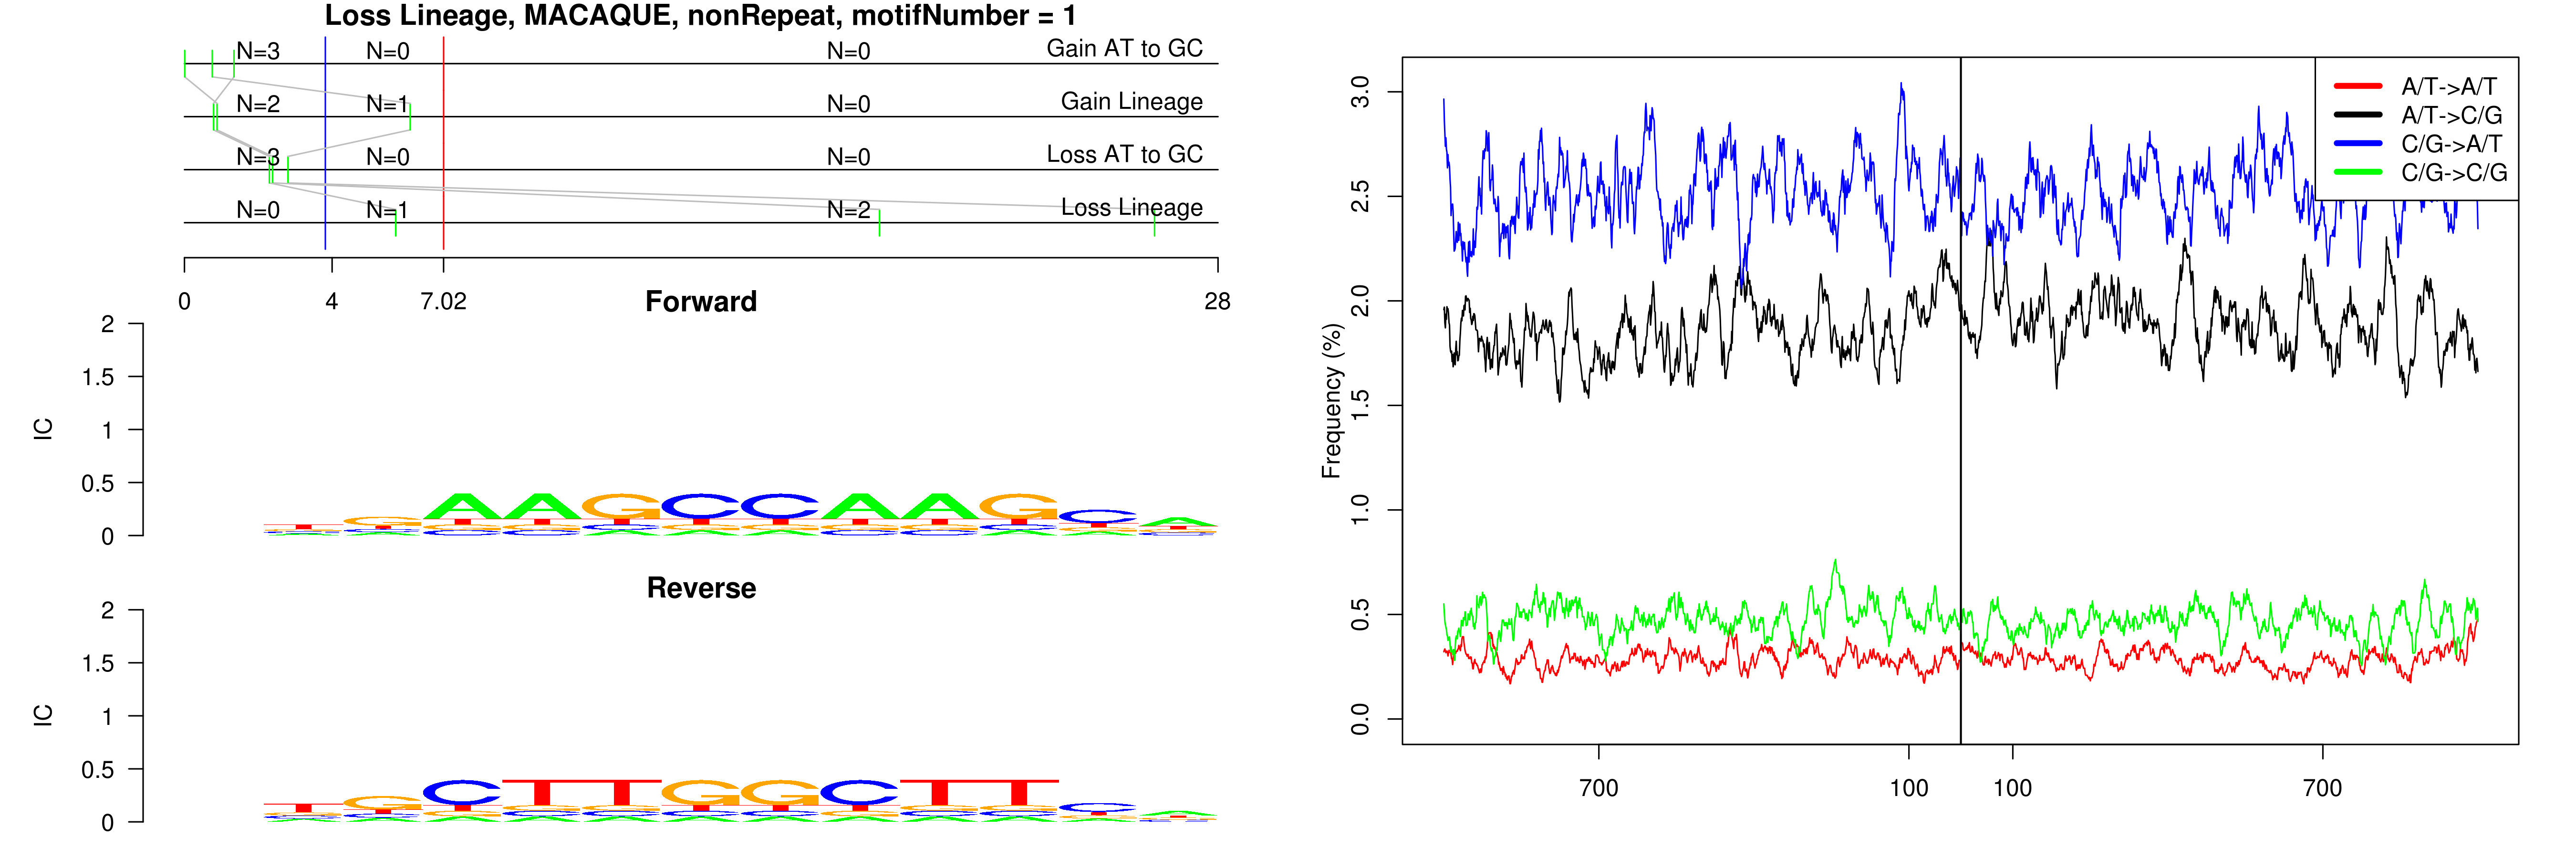 Loss Lineage, MACAQUE, nonRepeat, motifNumber = 1
N=3 N=0 N=0 Gain AT to GC
N=2 N=1 N=0 Gain Lineage
N=3 N=0 N=0 Loss AT to GC
N=0 N=1 N=2 Loss Lineage
0 4 7.02 28
Forward
2
1.5
1
0.5
0
IC
T G A A G C C A A G C A
Reverse
2
1.5
1
0.5
0
IC
T G C T T G G C T T C A
A/T->A/T
A/T->C/G
C/G->A/T
C/G->C/G
3.0
2.5
2.0
1.5
1.0
0.5
0.0
Frequency (%)
700 100 100 700